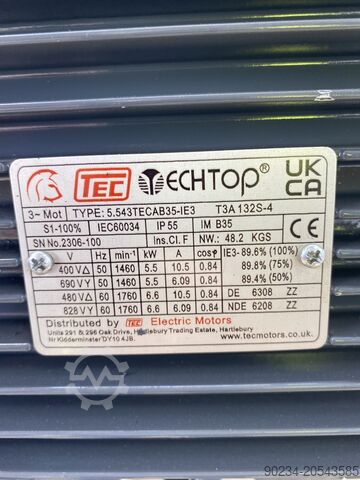 TEC TECHTOP® UK CA
3~ Mot TYPE: 5.543TECAB35-IE3 T3A 132S-4 CE
S1-100% IEC60034 IP 55 IM B35
SN No.2306-100 Ins.Cl. F NW.: 48.2 KGS
V Hz min⁻¹ kW A cosφ IE3- 89.6% (100%)
400 V△ 50 1460 5.5 10.5 0.84 89.8% (75%)
690 VY 50 1460 5.5 6.09 0.84 89.4% (50%)
480 V△ 60 1760 6.6 10.5 0.84 DE 6308 ZZ
828 VY 60 1760 6.6 6.09 0.84 NDE 6208 ZZ
Distributed by TEC Electric Motors
Units 291 & 296 Oak Drive, Hartlebury Trading Estate, Hartlebury
Nr Kidderminster DY10 4JB. www.tecmotors.co.uk.
90234-20543585